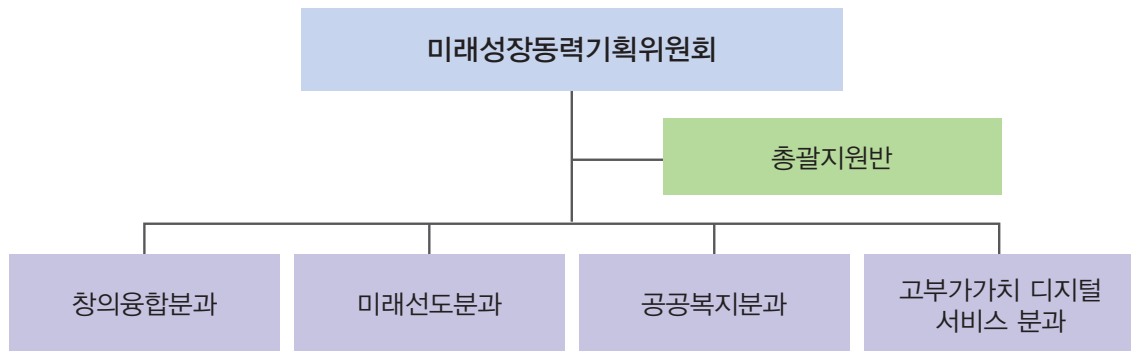 미래성장동력기획위원회
총괄지원반
창의융합분과
미래선도분과
공공복지분과
고부가가치 디지털
서비스 분과